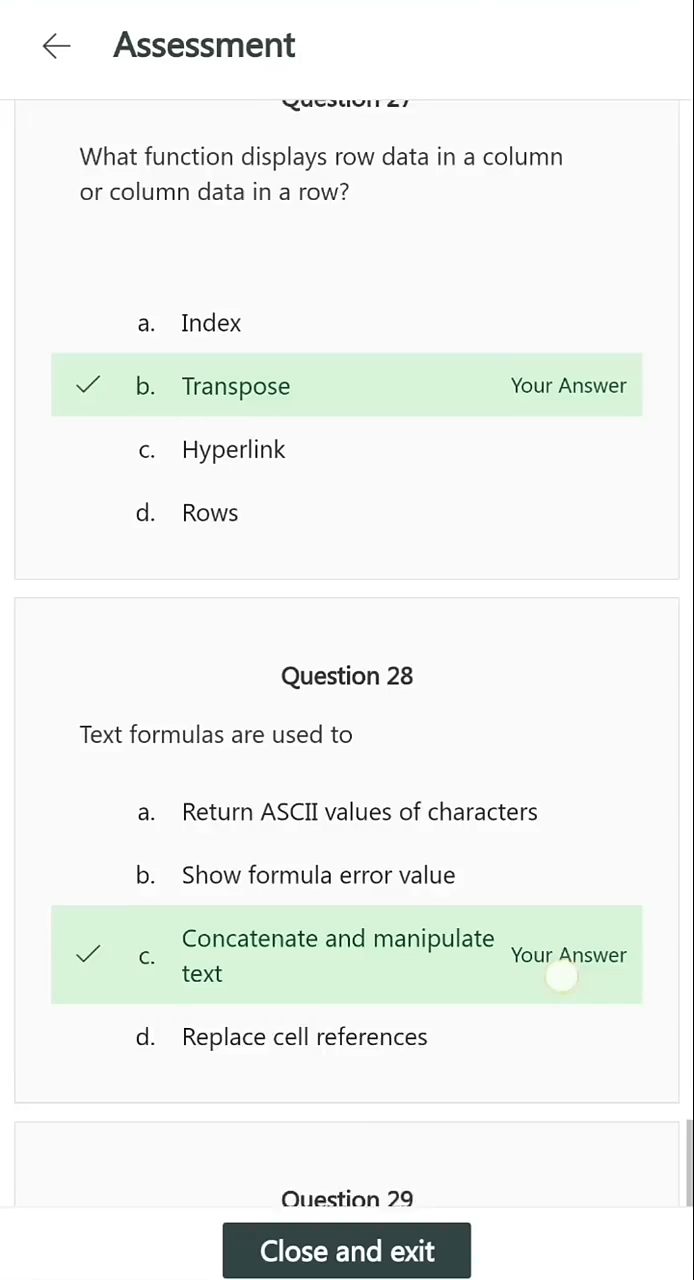 Assessment
Question 27
What function displays row data in a column
or column data in a row?
a. Index
b. Transpose Your Answer
c. Hyperlink
d. Rows
Question 28
Text formulas are used to
a. Return ASCII values of characters
b. Show formula error value
c. Concatenate and manipulate
text
Your Answer
d. Replace cell references
Question 29
Close and exit